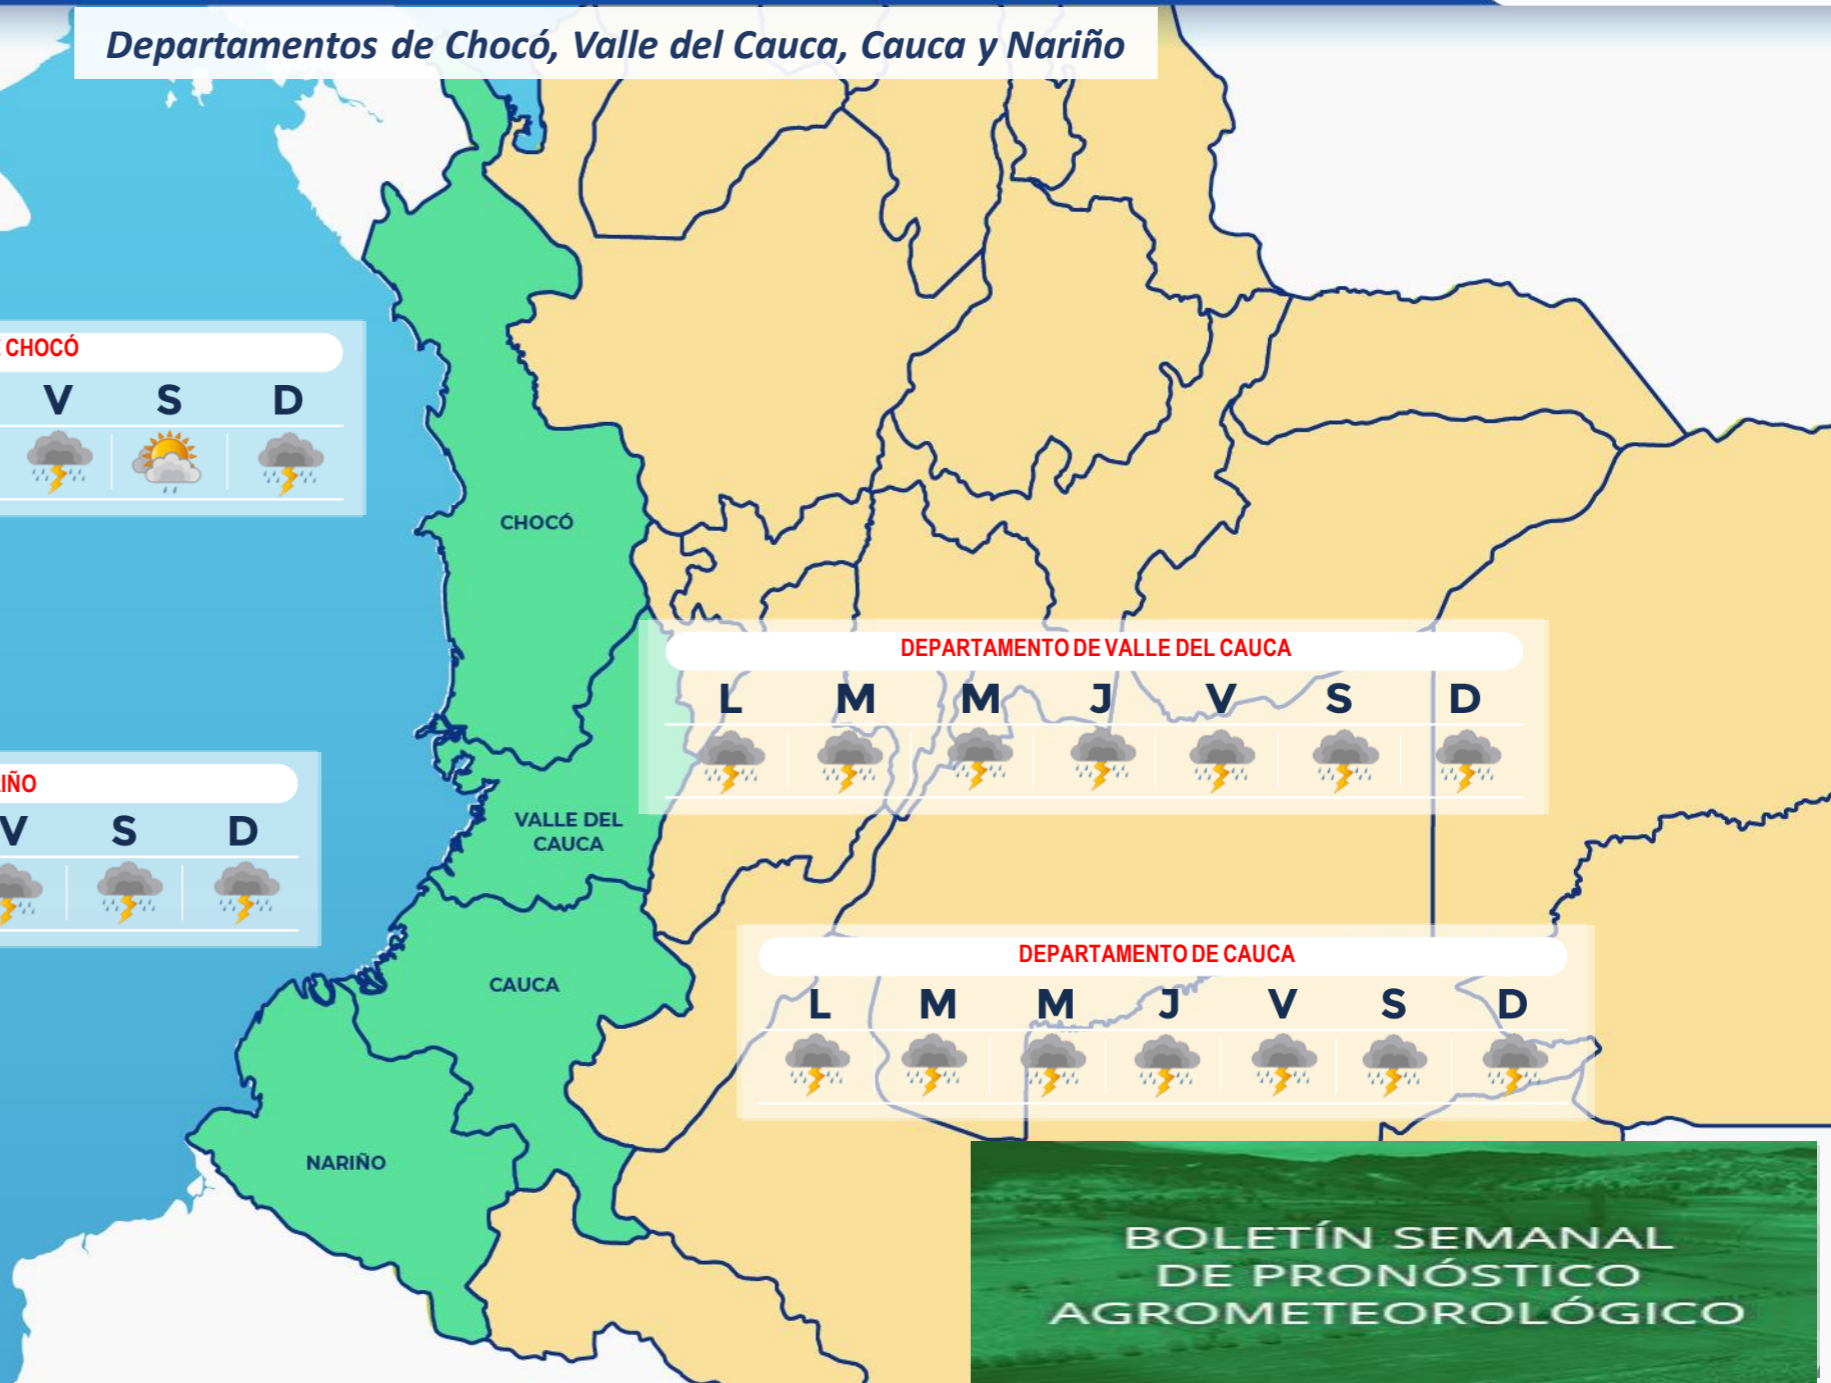 Departamentos de Chocó, Valle del Cauca, Cauca y Nariño
CHOCÓ
V S D
CHOCÓ
DEPARTAMENTO DE VALLE DEL CAUCA
L M M J V S D
IÑO
V S D
VALLE DEL
CAUCA
DEPARTAMENTO DE CAUCA
L M M J V S D
CAUCA
NARIÑO
BOLETÍN SEMANAL
DE PRONÓSTICO
AGROMETEOROLÓGICO